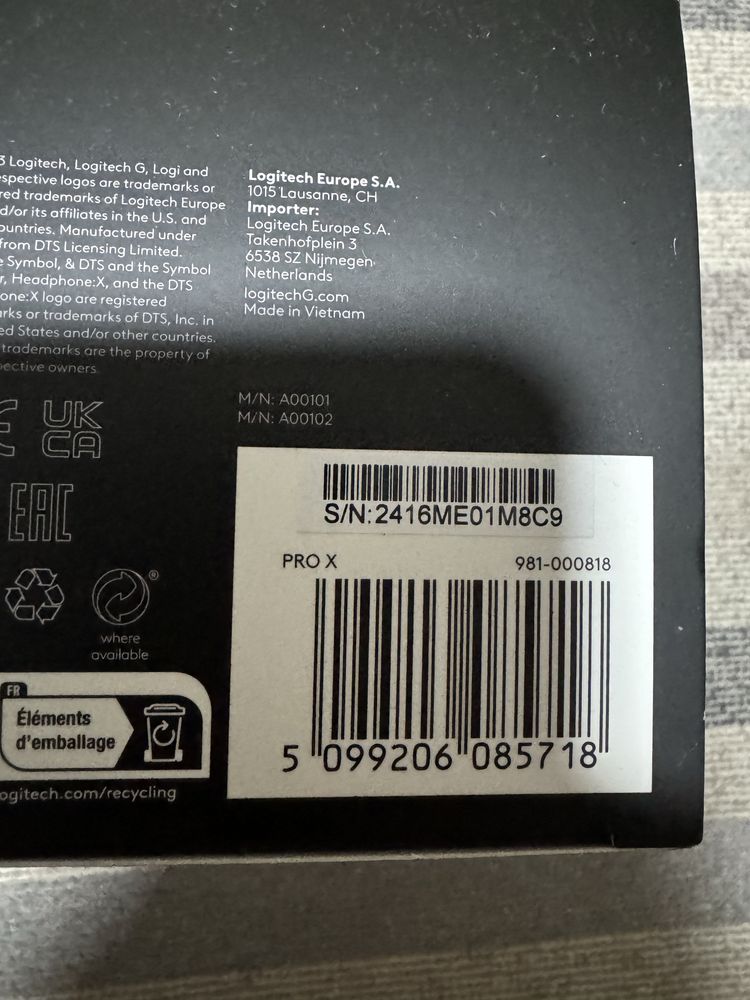 3 Logitech, Logitech G, Logi and
espective logos are trademarks or
red trademarks of Logitech Europe
d/or its affiliates in the U.S. and
ountries. Manufactured under
from DTS Licensing Limited.
e Symbol, & DTS and the Symbol
r, Headphone:X, and the DTS
one:X logo are registered
arks or trademarks of DTS, Inc. in
ed States and/or other countries.
trademarks are the property of
pective owners.
Logitech Europe S.A.
1015 Lausanne, CH
Importer:
Logitech Europe S.A.
Takenhofplein 3
6538 SZ Nijmegen
Netherlands
logitechG.com
Made in Vietnam
M/N: A00101
M/N: A00102
CE
UK
CA
EAC
®
where
available
FR
Éléments
d'emballage
ogitech.com/recycling
S/N:2416ME01M8C9
PRO X 981-000818
5 099206 085718